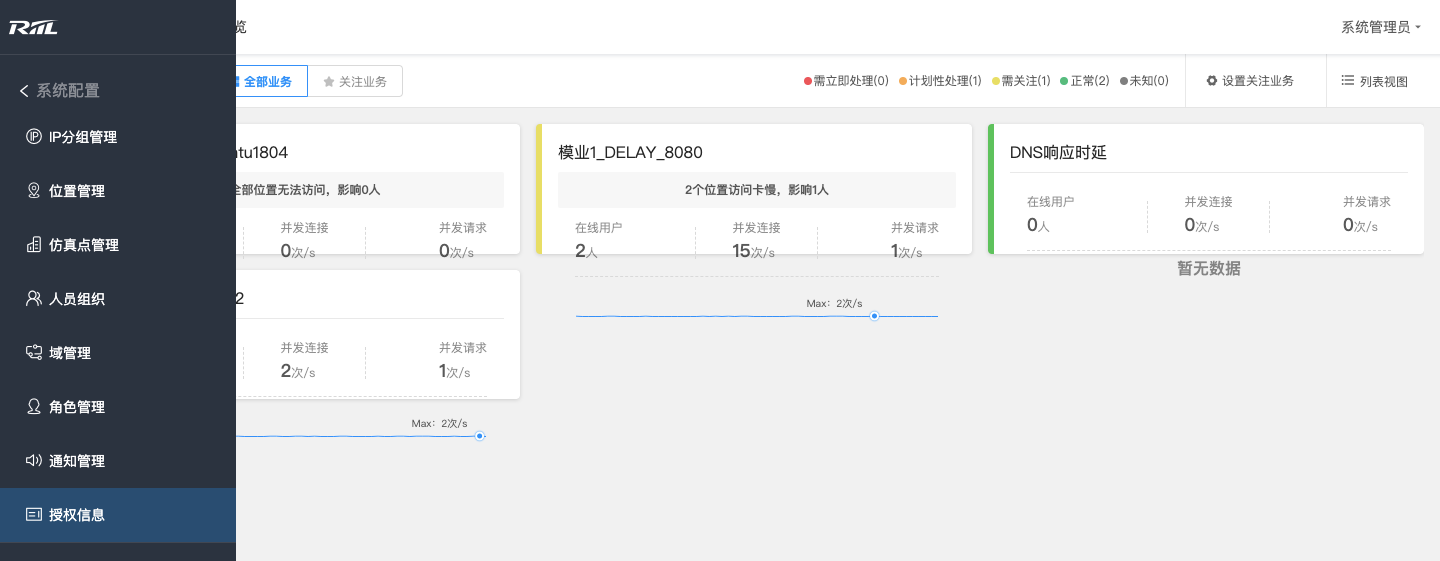 RIIL
览
系统管理员
系统配置
IP分组管理
位置管理
仿真点管理
人员组织
域管理
角色管理
通知管理
授权信息
全部业务
关注业务
需立即处理(0)
计划性处理(1)
需关注(1)
正常(2)
未知(0)
设置关注业务
列表视图
ntu1804
全部位置无法访问，影响0人
并发连接
并发请求
0次/s
0次/s
模业1_DELAY_8080
2个位置访问卡慢，影响1人
在线用户
并发连接
并发请求
2人
15次/s
1次/s
Max：2次/s
DNS响应时延
在线用户
并发连接
并发请求
0人
0次/s
0次/s
暂无数据
2
并发连接
并发请求
2次/s
1次/s
Max：2次/s